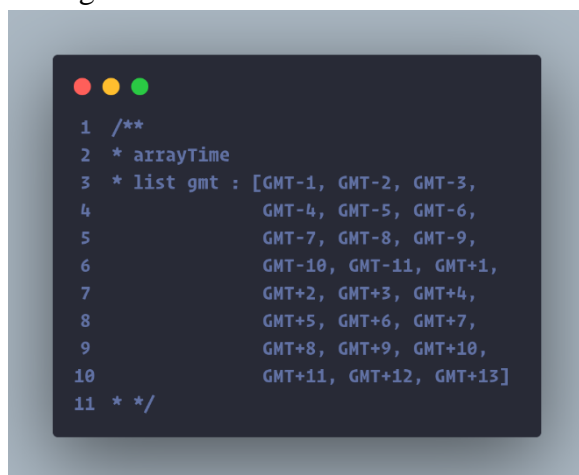 1 /**
2 * arrayTime
3 * list gmt : [GMT-1, GMT-2, GMT-3,
4 GMT-4, GMT-5, GMT-6,
5 GMT-7, GMT-8, GMT-9,
6 GMT-10, GMT-11, GMT+1,
7 GMT+2, GMT+3, GMT+4,
8 GMT+5, GMT+6, GMT+7,
9 GMT+8, GMT+9, GMT+10,
10 GMT+11, GMT+12, GMT+13]
11 * */